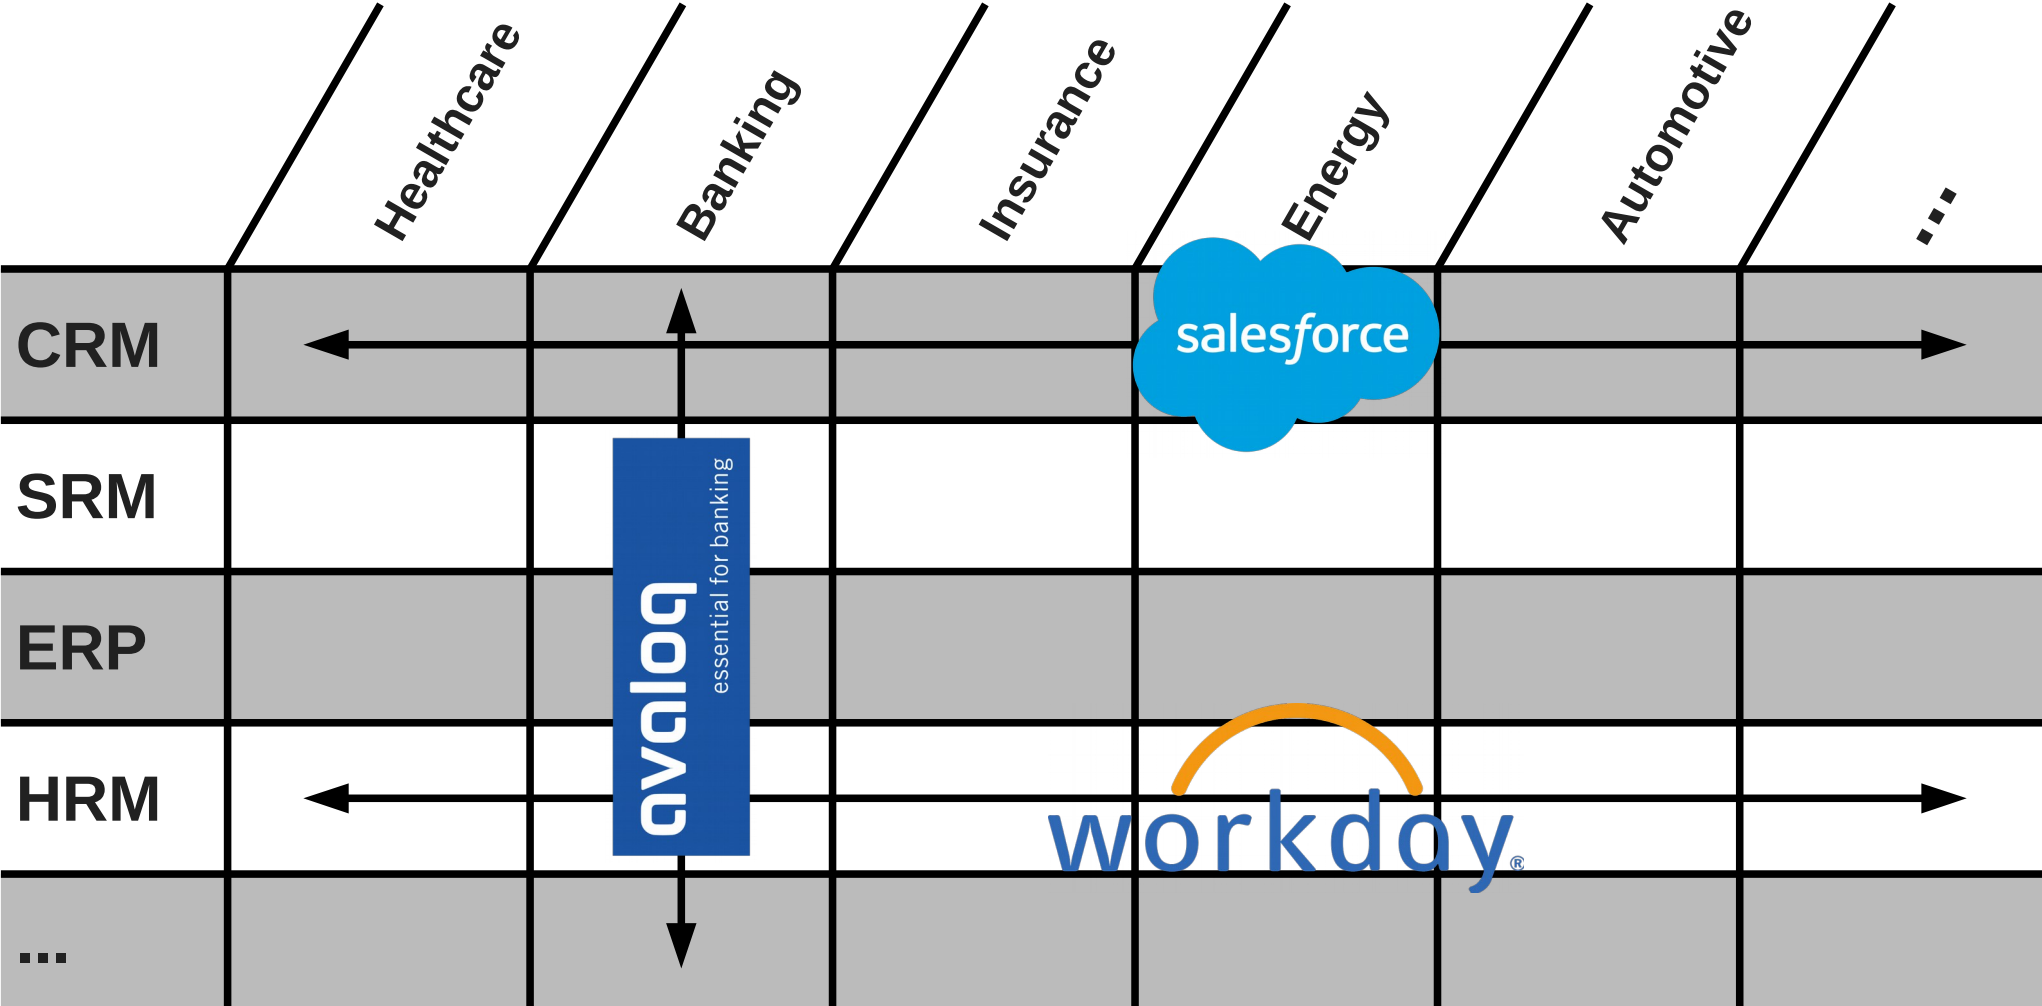 Healthcare
Banking
Insurance
Energy
Automotive
...
CRM
salesforce
SRM
ERP
avaloq
essential for banking
HRM
workday®
...